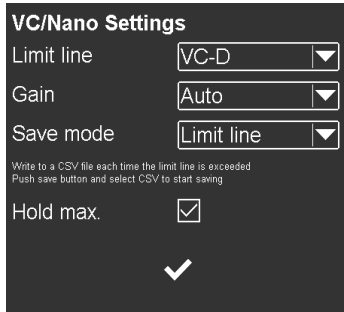 VC/Nano Settings
Limit line VC-D
Gain Auto
Save mode Limit line
Write to a CSV file each time the limit line is exceeded
Push save button and select CSV to start saving
Hold max.